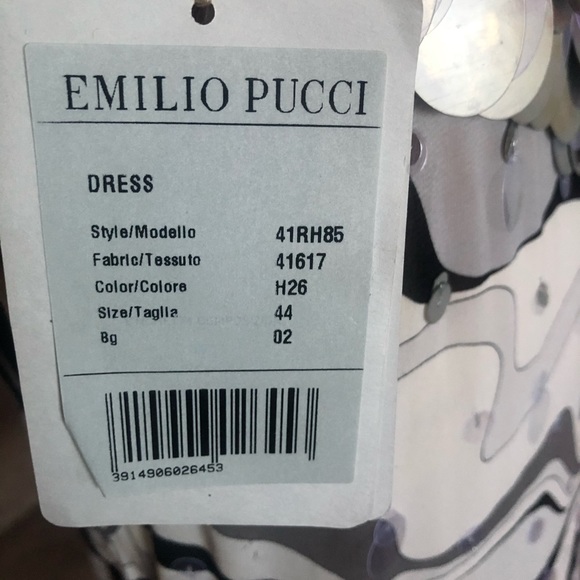 EMILIO PUCCI
DRESS
Style/Modello 41RH85
Fabric/Tessuto 41617
Color/Colore H26
Size/Taglia 44
Bg 02
3914906026453